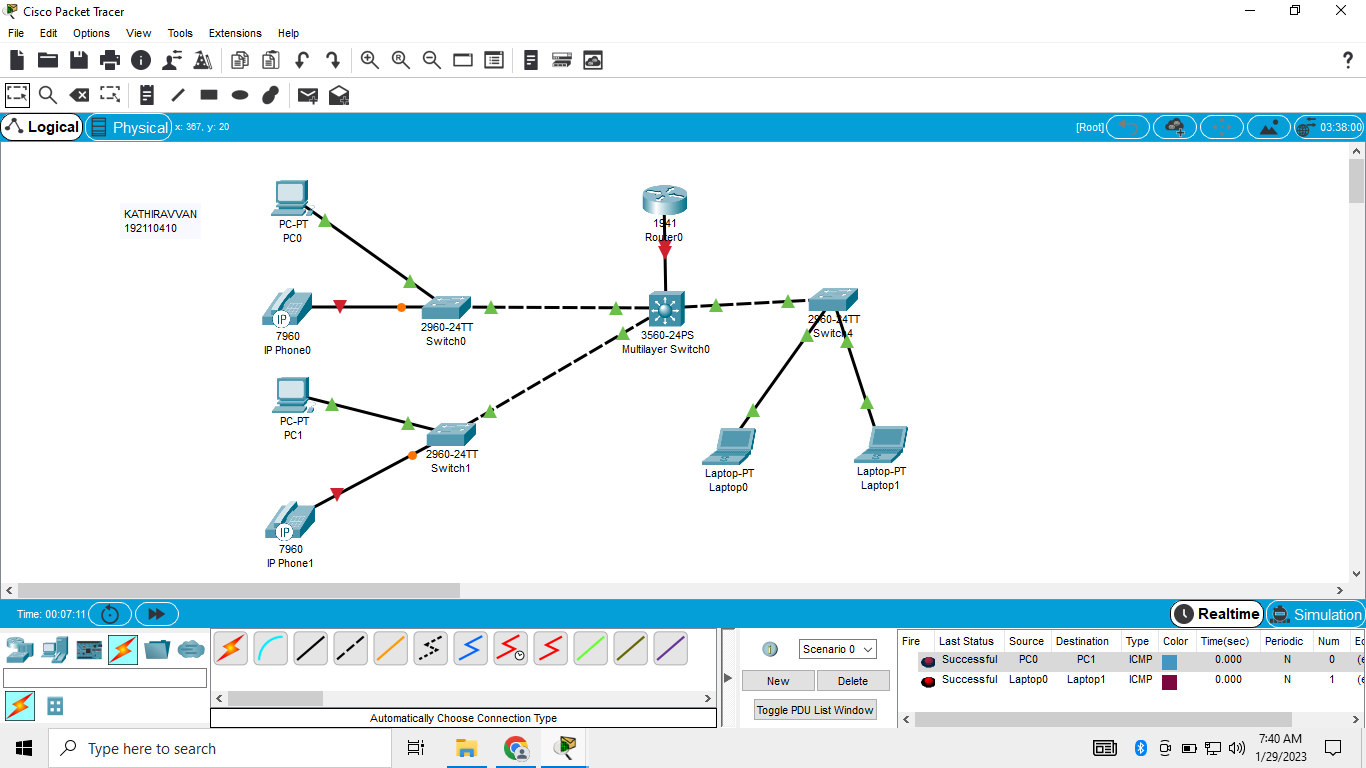 Cisco Packet Tracer
File Edit Options View Tools Extensions Help
?
Logical Physical x: 367, y: 20 [Root] 03:38:00
KATHIRAVVAN
192110410
PC-PT
PC0
1941
Router0
IP
7960
IP Phone0
2960-24TT
Switch0
3560-24PS
Multilayer Switch0
2960-24TT
Switch4
PC-PT
PC1
2960-24TT
Switch1
Laptop-PT
Laptop0
Laptop-PT
Laptop1
IP
7960
IP Phone1
Time: 00:07:11 Realtime Simulation
Scenario 0
New Delete
Toggle PDU List Window
Automatically Choose Connection Type
Fire Last Status Source Destination Type Color Time(sec) Periodic Num Ec
Successful PC0 PC1 ICMP 0.000 N 0 (e
Successful Laptop0 Laptop1 ICMP 0.000 N 1 (e
Type here to search
7:40 AM
1/29/2023